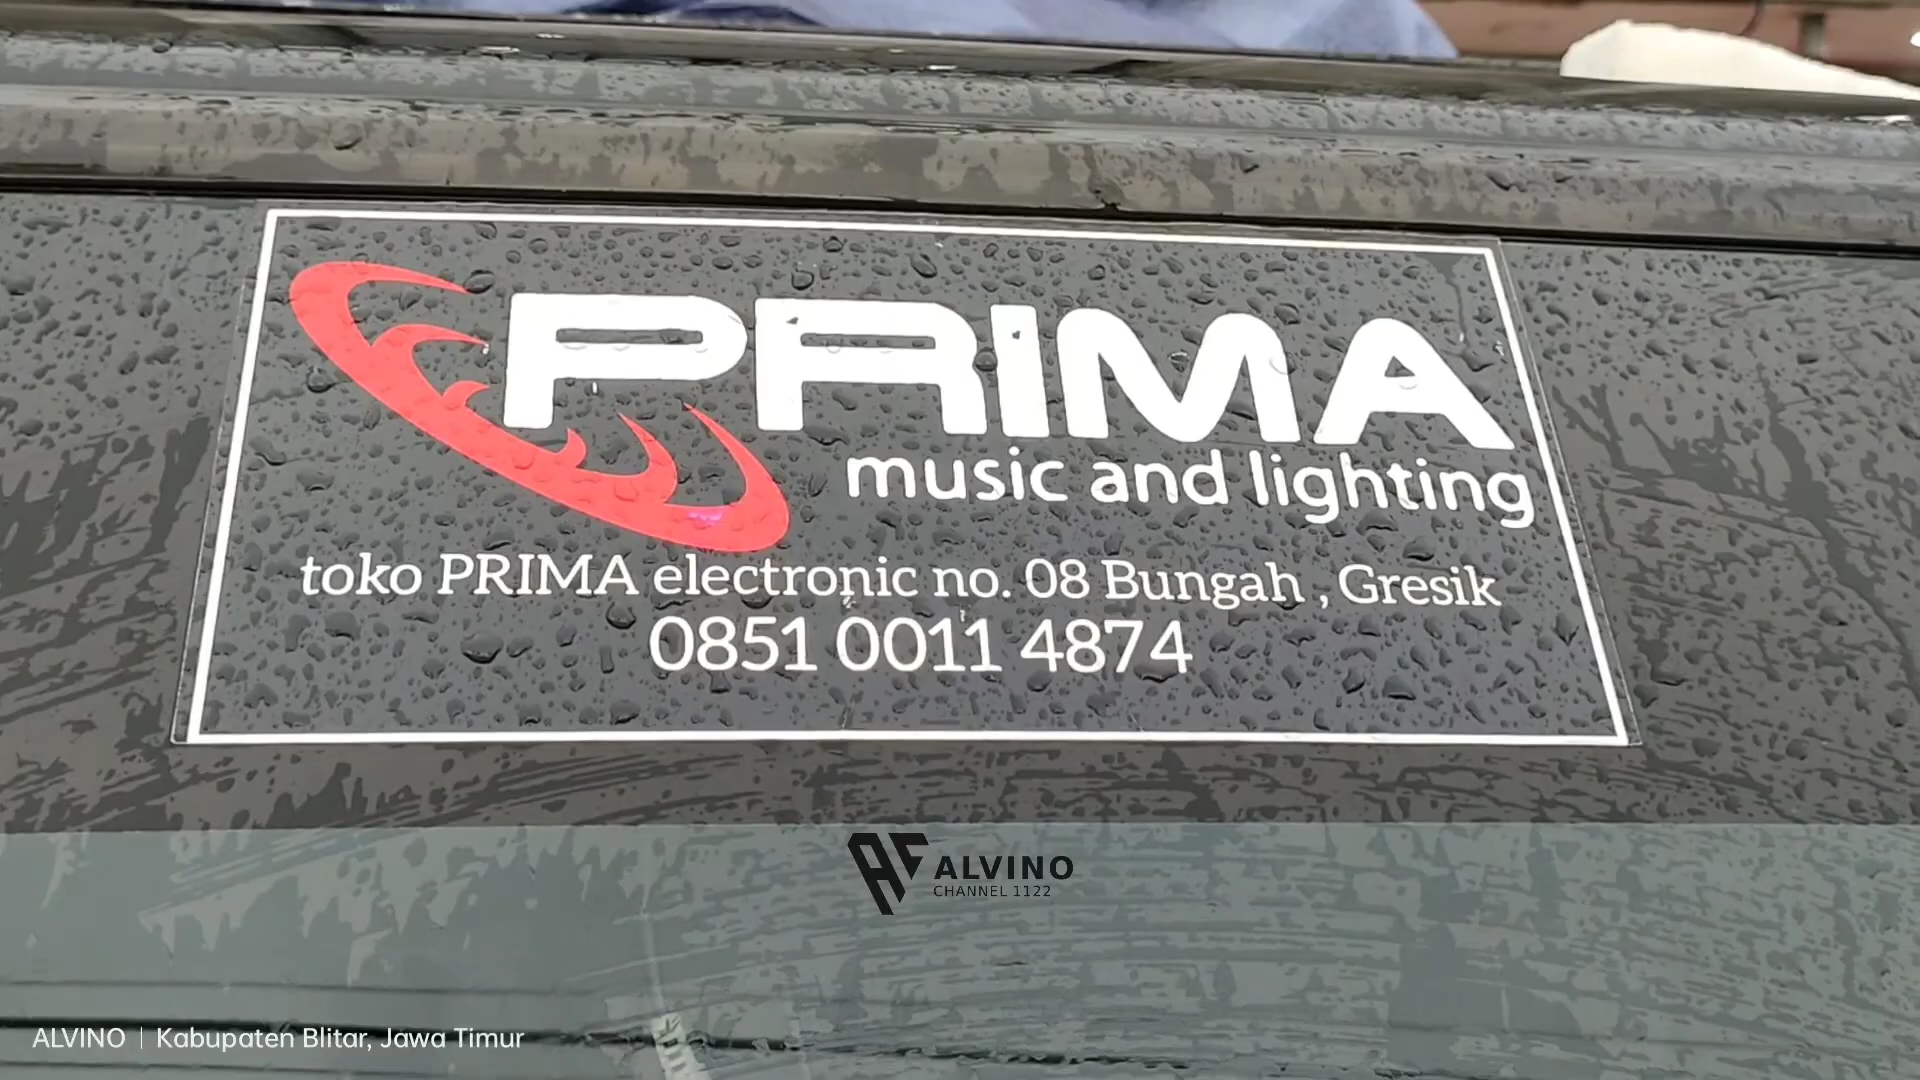 PRIMA
music and lighting
toko PRIMA electronic no. 08 Bungah , Gresik
0851 0011 4874
ALVINO
CHANNEL 1122
ALVINO | Kabupaten Blitar, Jawa Timur